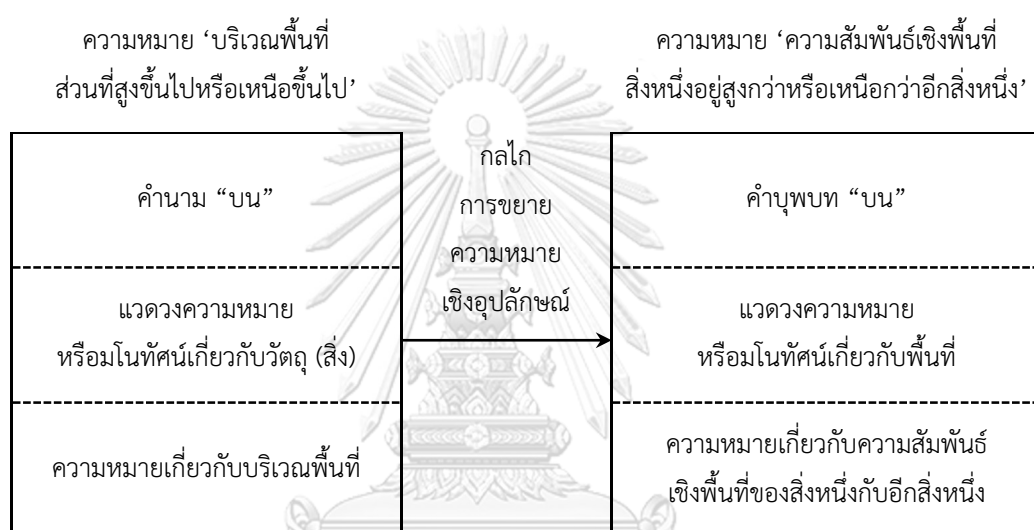 ความหมาย ‘บริเวณพื้นที่
ส่วนที่สูงขึ้นไปหรือเหนือขึ้นไป’
ความหมาย ‘ความสัมพันธ์เชิงพื้นที่
สิ่งหนึ่งอยู่สูงกว่าหรือเหนือกว่าอีกสิ่งหนึ่ง’
คำนาม “บน”
แวดวงความหมาย
หรือมโนทัศน์เกี่ยวกับวัตถุ (สิ่ง)
ความหมายเกี่ยวกับบริเวณพื้นที่
กลไก
การขยาย
ความหมาย
เชิงอุปลักษณ์
คำบุพบท “บน”
แวดวงความหมาย
หรือมโนทัศน์เกี่ยวกับพื้นที่
ความหมายเกี่ยวกับความสัมพันธ์
เชิงพื้นที่ของสิ่งหนึ่งกับอีกสิ่งหนึ่ง